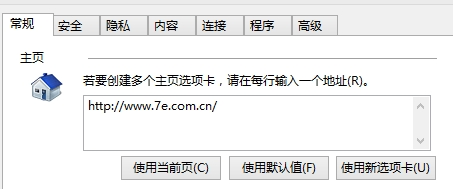 常规 安全 隐私 内容 连接 程序 高级
主页
若要创建多个主页选项卡，请在每行输入一个地址(R)。
http://www.7e.com.cn/
使用当前页(C) 使用默认值(F) 使用新选项卡(U)